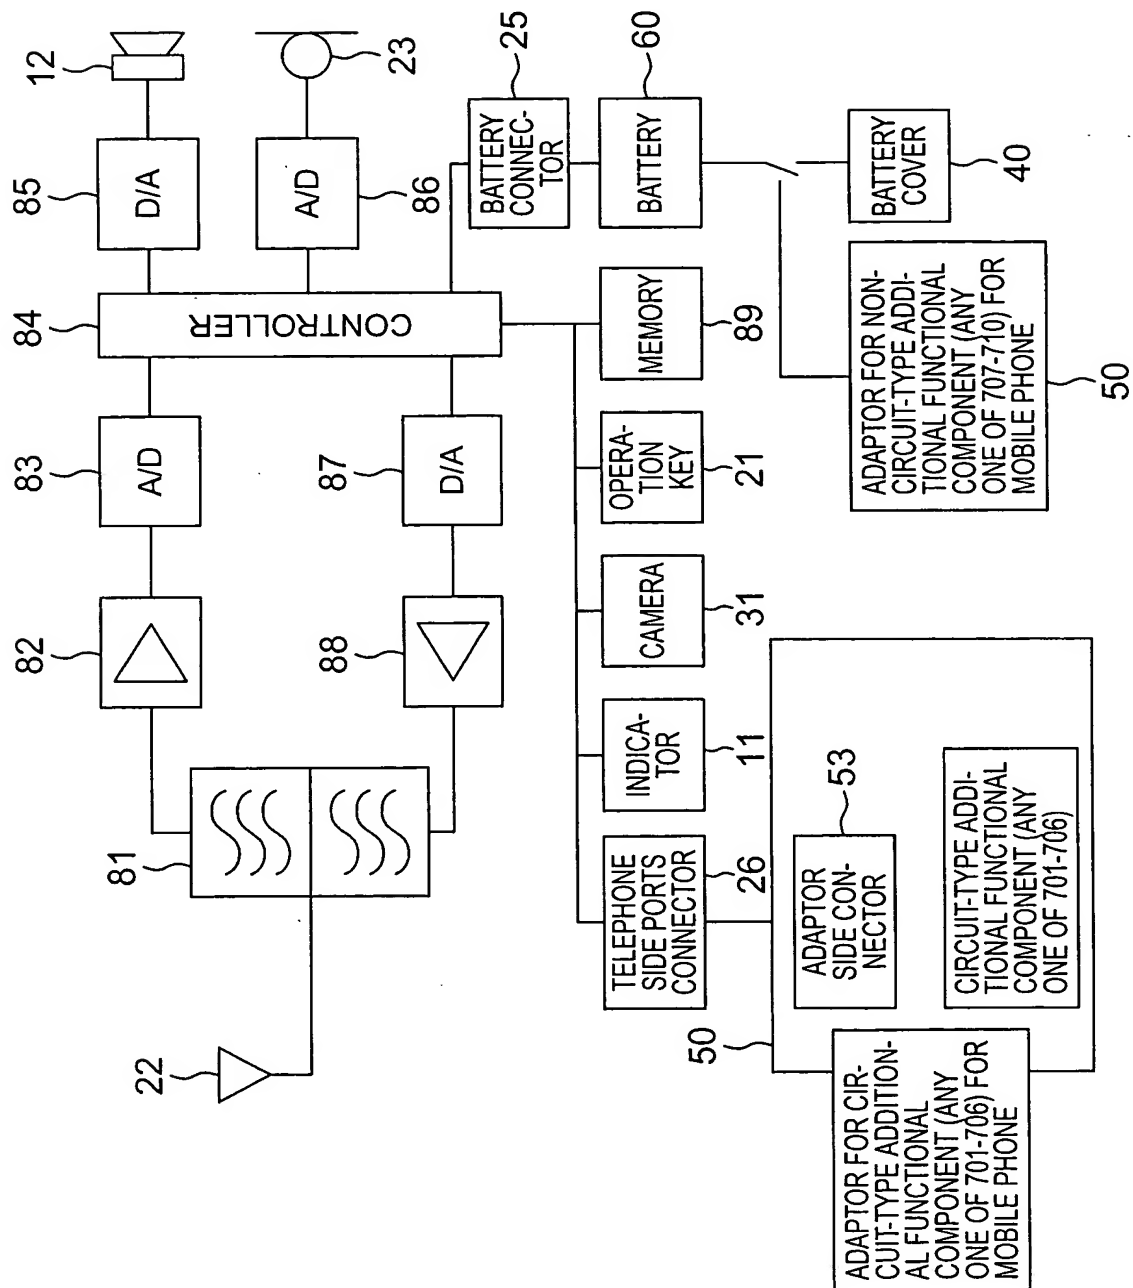 12
23
85
D/A
A/D
86
25
BATTERY
CONNEC-
TOR
60
BATTERY
BATTERY
COVER
40
84
CONTROLLER
MEMORY
89
ADAPTOR FOR NON-
CIRCUIT-TYPE ADDI-
TIONAL FUNCTIONAL
COMPONENT (ANY
ONE OF 707-710) FOR
MOBILE PHONE
50
83
A/D
87
D/A
OPERA-
TION
KEY
21
82
88
CAMERA
31
81
INDICA-
TOR
11
22
TELEPHONE
SIDE PORTS
CONNECTOR
26
53
ADAPTOR
SIDE CON-
NECTOR
CIRCUIT-TYPE ADDI-
TIONAL FUNCTIONAL
COMPONENT (ANY
ONE OF 701-706)
50
ADAPTOR FOR CIR-
CUIT-TYPE ADDITION-
AL FUNCTIONAL
COMPONENT (ANY
ONE OF 701-706) FOR
MOBILE PHONE